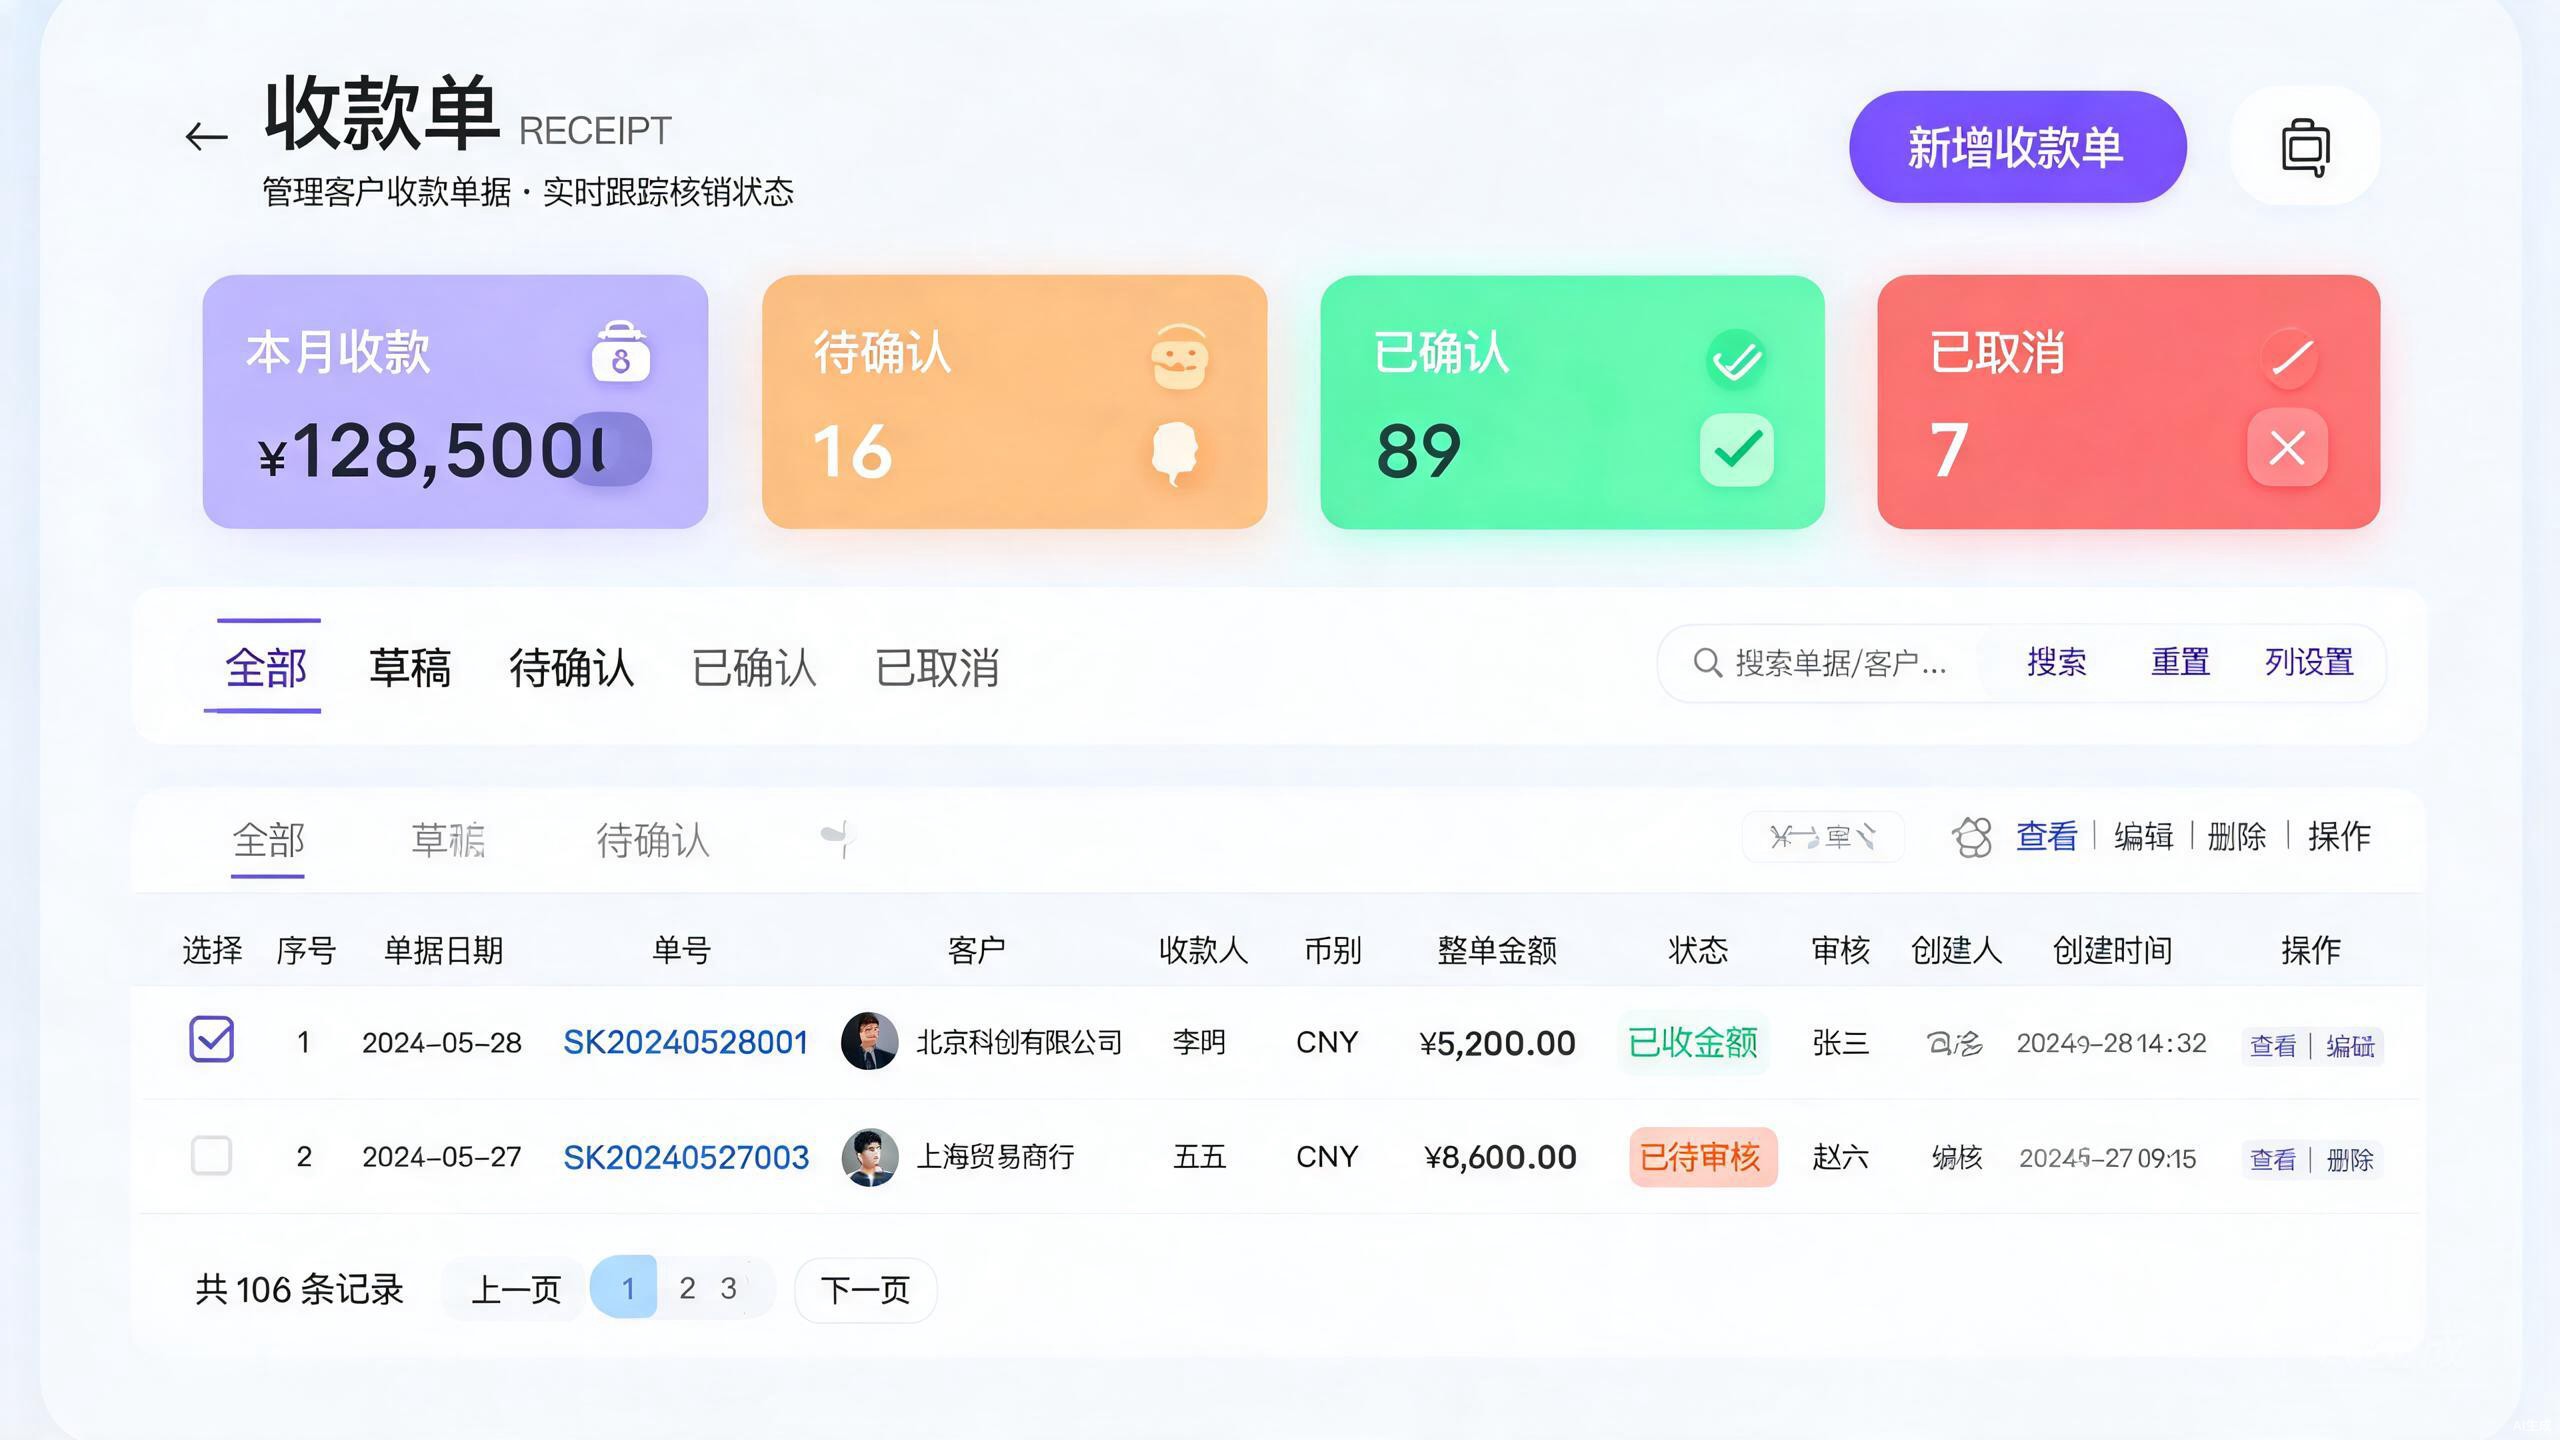 收款单 RECEIPT
管理客户收款单据 · 实时跟踪核销状态
新增收款单
本月收款
¥128,500
待确认
16
已确认
89
已取消
7
全部 草稿 待确认 已确认 已取消
搜索单据/客户... 搜索 重置 列设置
全部 草稿 待确认
查看 | 编辑 | 删除 | 操作
选择 序号 单据日期 单号 客户 收款人 币别 整单金额 状态 审核 创建人 创建时间 操作
1 2024-05-28 SK20240528001 北京科创有限公司 李明 CNY ¥5,200.00 已收金额 张三 14:32 查看 |
2 2024-05-27 SK20240527003 上海贸易商行 五五 CNY ¥8,600.00 已待审核 赵六 09:15 查看 | 删除
共 106 条记录 上一页 1 2 3 下一页